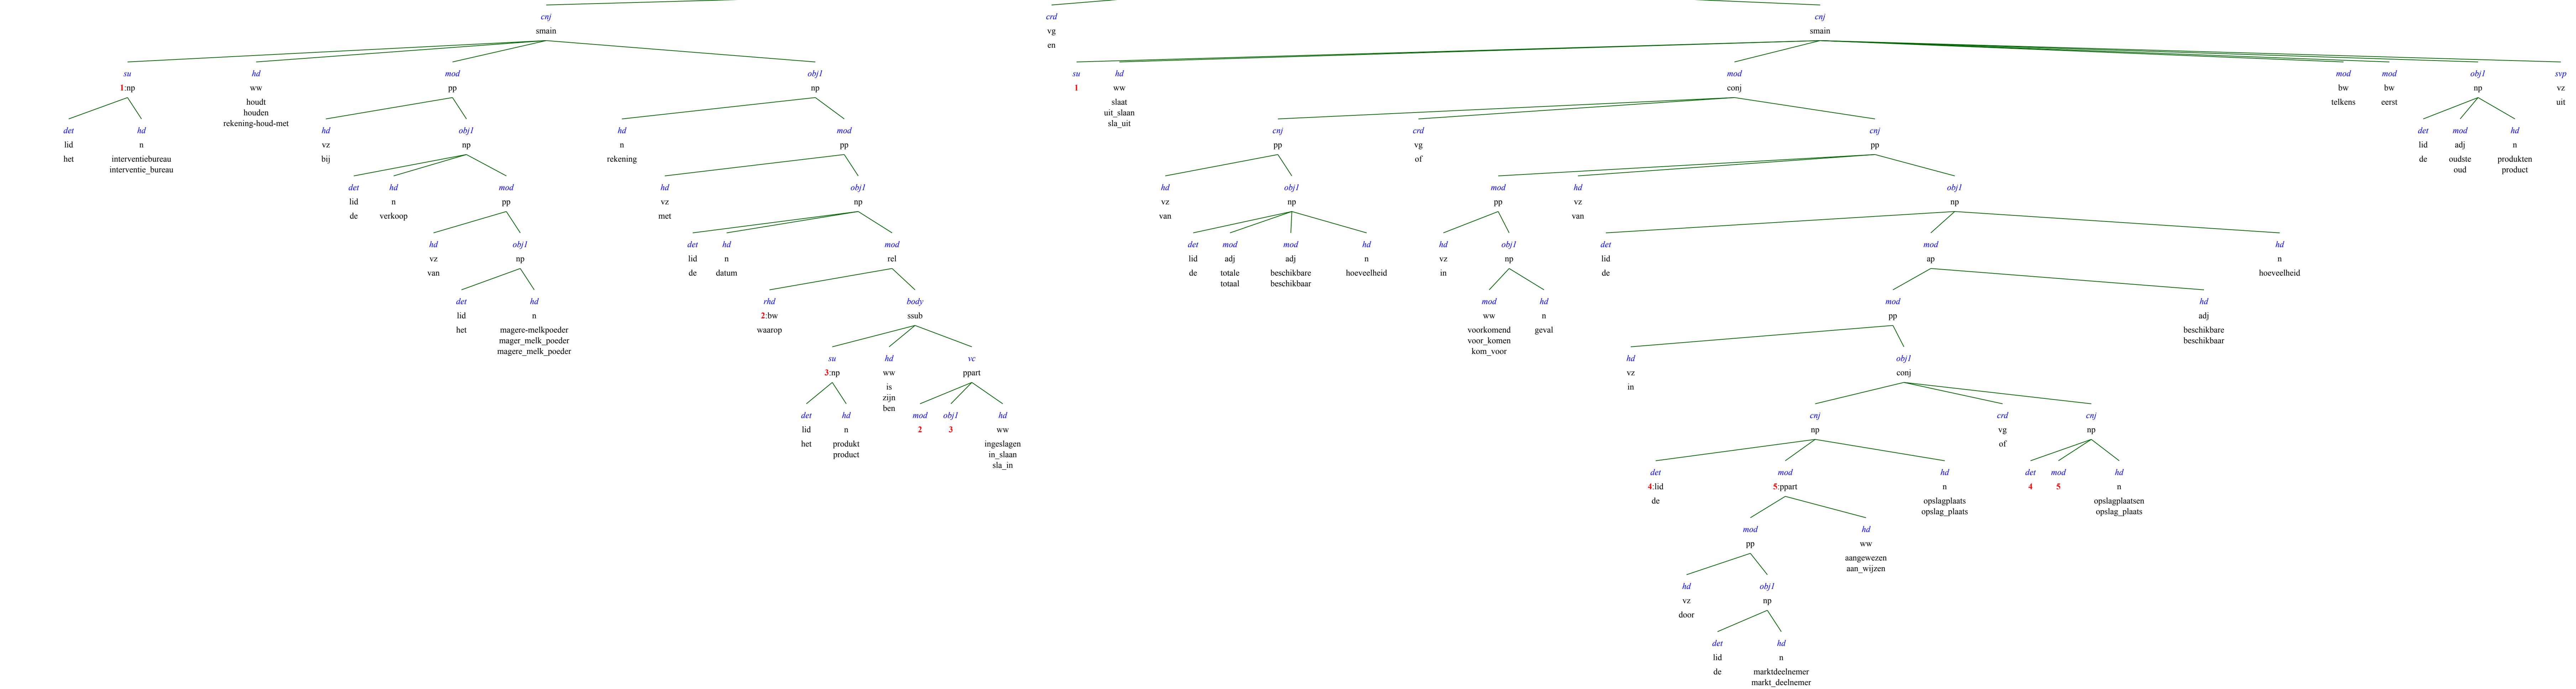 cnj crd cnj
smain vg smain
en
su hd mod obj1 su hd mod mod mod obj1 svp
1:np ww pp np 1 ww conj bw bw np vz
houdt slaat telkens eerst uit
houden uit_slaan
rekening-houd-met sla_uit
det hd hd obj1 hd mod cnj crd cnj det mod hd
lid n vz np n pp pp vg pp lid adj n
het interventiebureau bij rekening of de oudste produkten
interventie_bureau oud product
det hd mod hd obj1 hd obj1 mod hd obj1
lid n pp vz np vz np pp vz np
de verkoop met van van
hd obj1 det hd mod det mod mod hd hd obj1 det mod hd
vz np lid n rel lid adj adj n vz np lid ap n
van de datum de totale beschikbare hoeveelheid in de hoeveelheid
totaal beschikbaar
det hd rhd body mod hd mod hd
lid n 2:bw ssub ww n pp adj
het magere-melkpoeder waarop voorkomend geval beschikbare
mager_melk_poeder voor_komen beschikbaar
magere_melk_poeder kom_voor
su hd vc hd obj1
3:np ww ppart vz conj
is in
zijn
ben
det hd mod obj1 hd cnj crd cnj
lid n 2 3 ww np vg np
het produkt ingeslagen of
product in_slaan
sla_in
det mod hd det mod hd
4:lid 5:ppart n 4 5 n
de opslagplaats opslagplaatsen
opslag_plaats opslag_plaats
mod hd
pp ww
aangewezen
aan_wijzen
hd obj1
vz np
door
det hd
lid n
de marktdeelnemer
markt_deelnemer